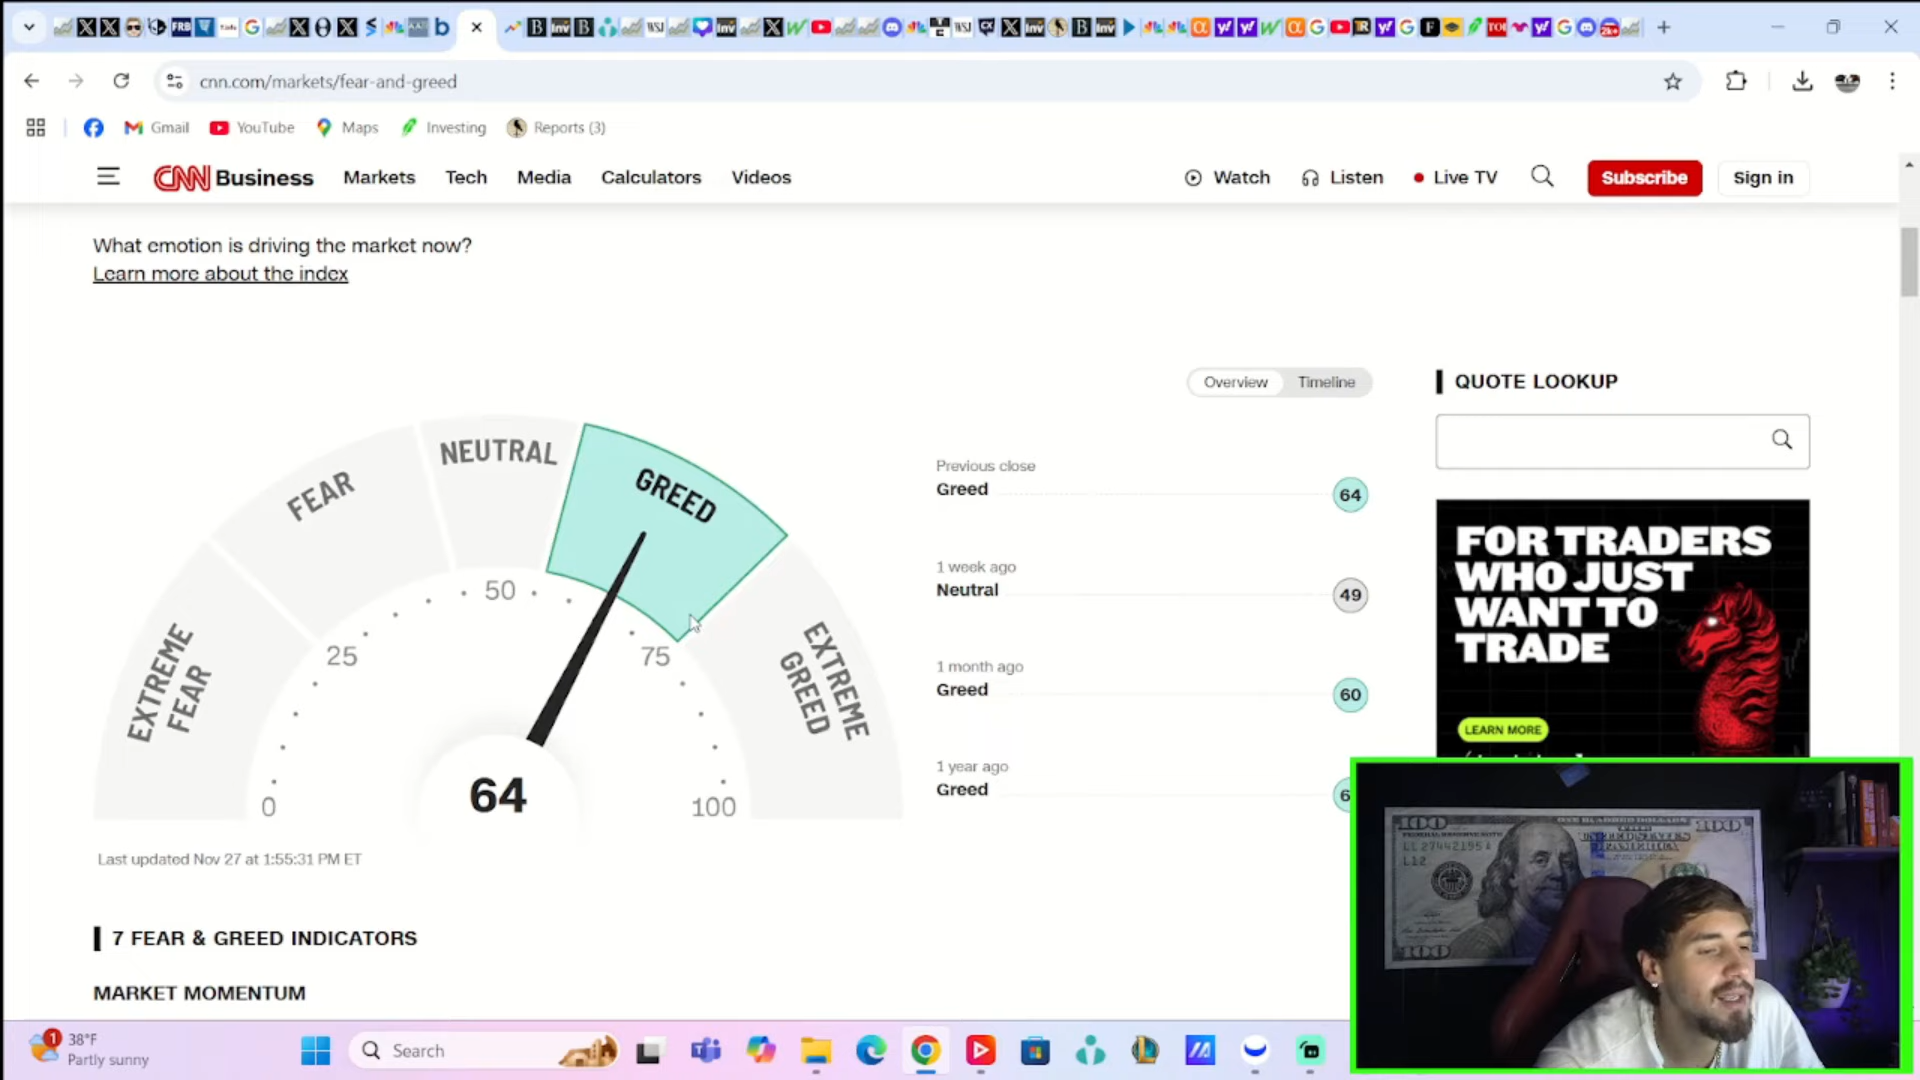 cnn.com/markets/fear-and-greed
Gmail
YouTube
Maps
Investing
Reports (3)
CNN Business
Markets
Tech
Media
Calculators
Videos
Watch
Listen
Live TV
Subscribe
Sign in
What emotion is driving the market now?
Learn more about the index
Overview
Timeline
QUOTE LOOKUP
EXTREME FEAR
FEAR
NEUTRAL
GREED
EXTREME GREED
0
25
50
75
100
64
Last updated Nov 27 at 1:55:31 PM ET
Previous close
Greed
64
1 week ago
Neutral
49
1 month ago
Greed
60
1 year ago
Greed
FOR TRADERS
WHO JUST
WANT TO
TRADE
LEARN MORE
7 FEAR & GREED INDICATORS
MARKET MOMENTUM
1
38°F
Partly sunny
Search
100
100
100